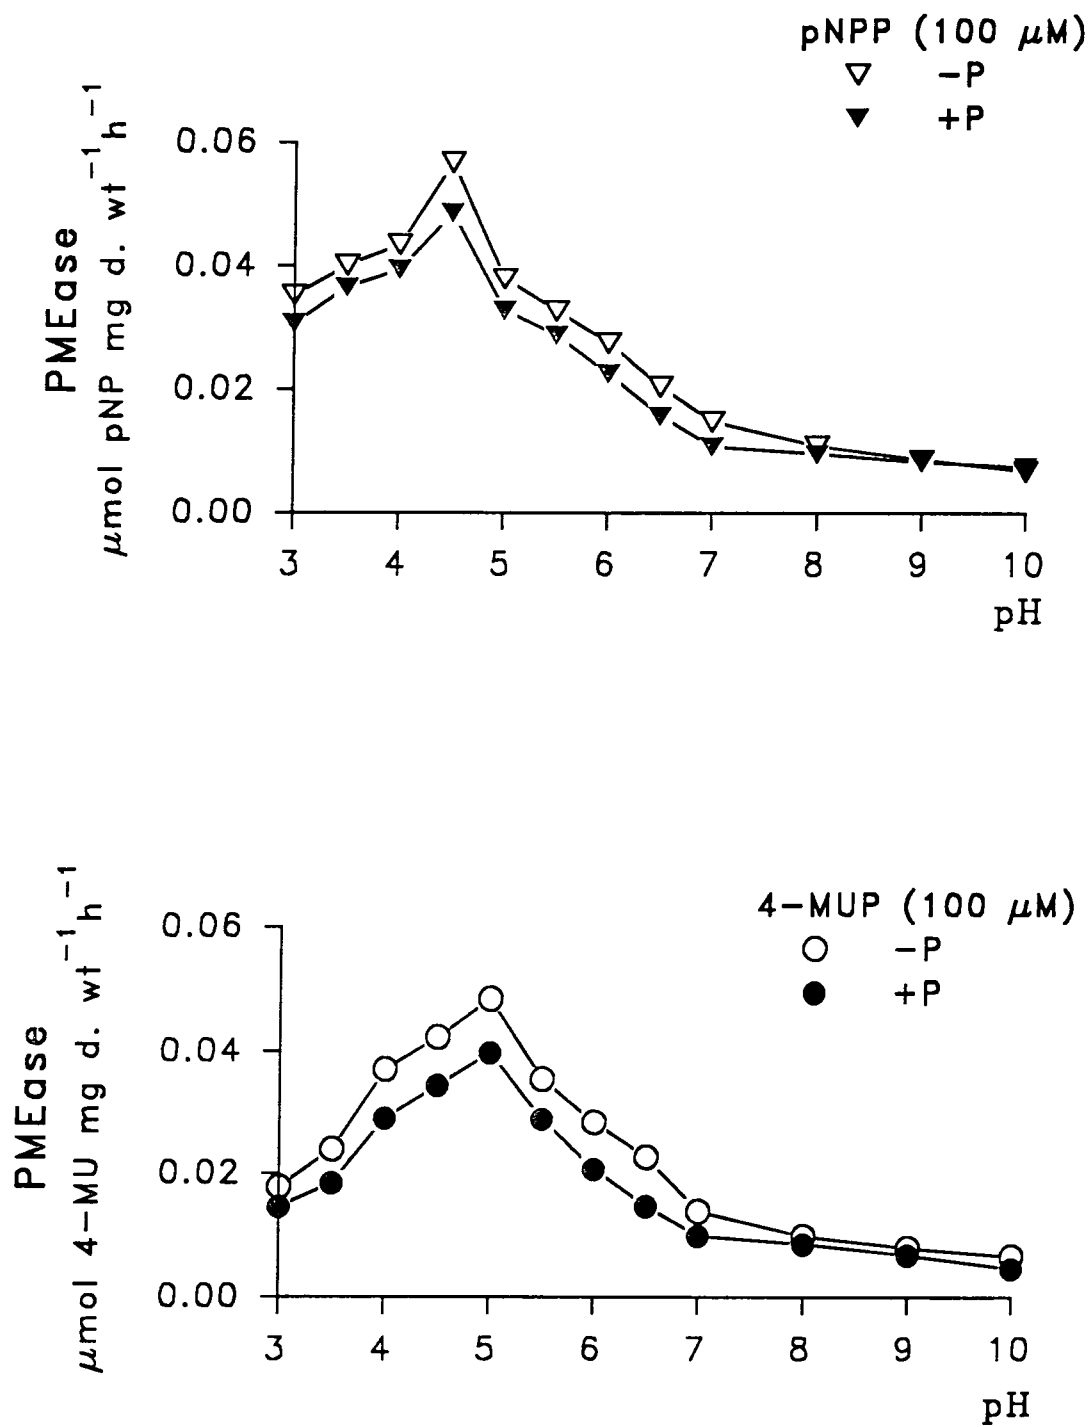 pNPP (100 μM)
−P
+P
PMEase
μmol pNP mg d. wt⁻¹h⁻¹
0.06
0.04
0.02
0.00
3 4 5 6 7 8 9 10
pH
4−MUP (100 μM)
−P
+P
PMEase
μmol 4−MU mg d. wt⁻¹h⁻¹
0.06
0.04
0.02
0.00
3 4 5 6 7 8 9 10
pH